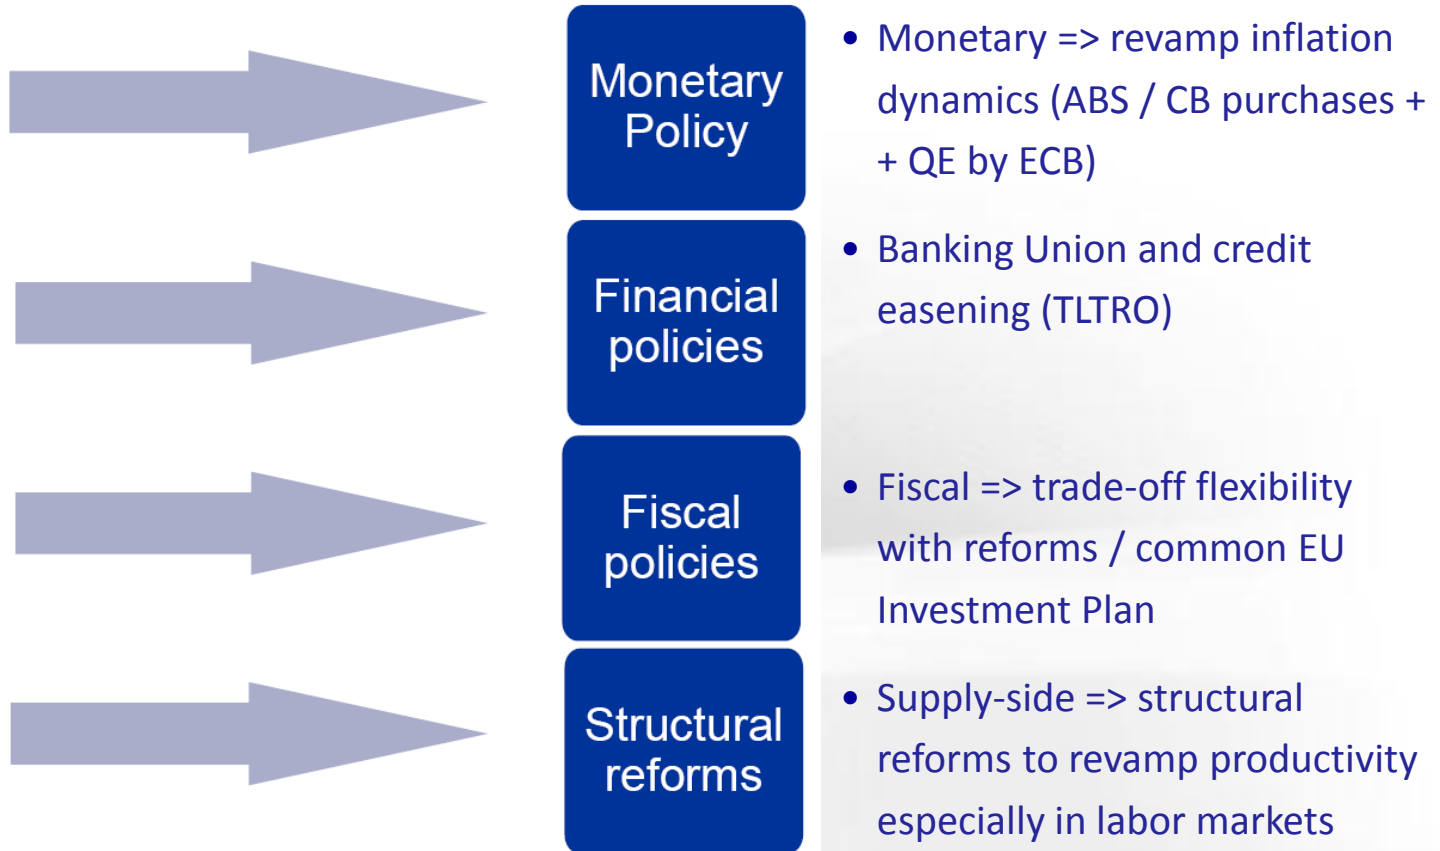 Monetary
Policy
• Monetary => revamp inflation
dynamics (ABS / CB purchases +
+ QE by ECB)
Financial
policies
• Banking Union and credit
easening (TLTRO)
Fiscal
policies
• Fiscal => trade-off flexibility
with reforms / common EU
Investment Plan
Structural
reforms
• Supply-side => structural
reforms to revamp productivity
especially in labor markets